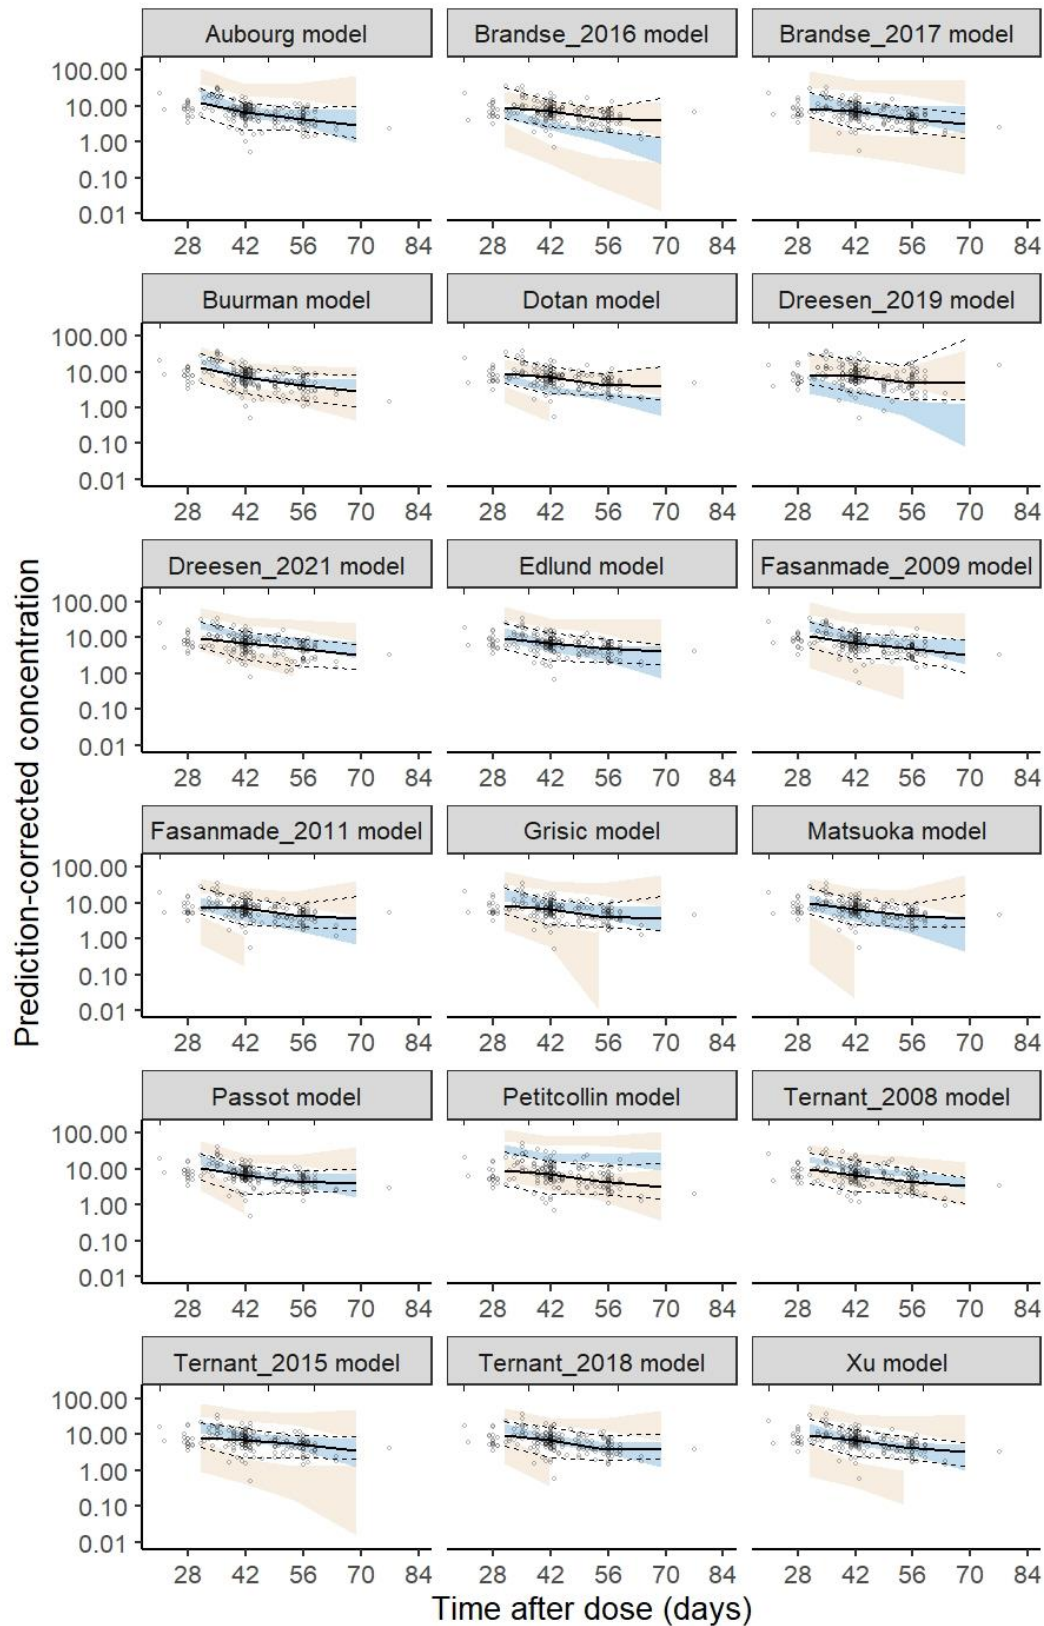 Aubourg model Brandse_2016 model Brandse_2017 model
100.00
10.00
1.00
0.10
0.01
28 42 56 70 84 28 42 56 70 84 28 42 56 70 84
Buurman model Dotan model Dreesen_2019 model
100.00
10.00
1.00
0.10
0.01
28 42 56 70 84 28 42 56 70 84 28 42 56 70 84
Dreesen_2021 model Edlund model Fasanmade_2009 model
100.00
10.00
1.00
0.10
0.01
28 42 56 70 84 28 42 56 70 84 28 42 56 70 84
Prediction-corrected concentration
Fasanmade_2011 model Grisic model Matsuoka model
100.00
10.00
1.00
0.10
0.01
28 42 56 70 84 28 42 56 70 84 28 42 56 70 84
Passot model Petitcollin model Ternant_2008 model
100.00
10.00
1.00
0.10
0.01
28 42 56 70 84 28 42 56 70 84 28 42 56 70 84
Ternant_2015 model Ternant_2018 model Xu model
100.00
10.00
1.00
0.10
0.01
28 42 56 70 84 28 42 56 70 84 28 42 56 70 84
Time after dose (days)